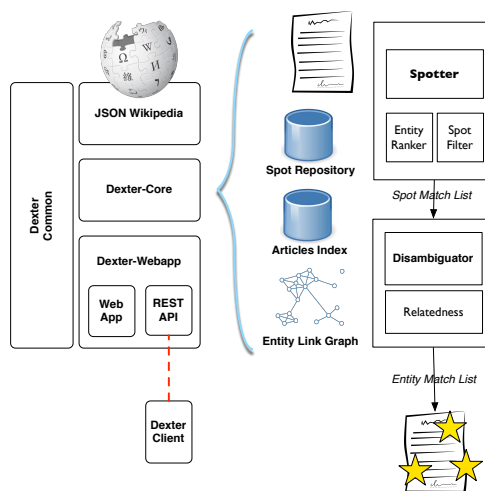 JSON Wikipedia
Dexter
Common
Dexter-Core
Dexter-Webapp
Web
App
REST
API
Dexter
Client
Spot Repository
Articles Index
Entity Link Graph
Spotter
Entity
Ranker
Spot
Filter
Spot Match List
Disambiguator
Relatedness
Entity Match List